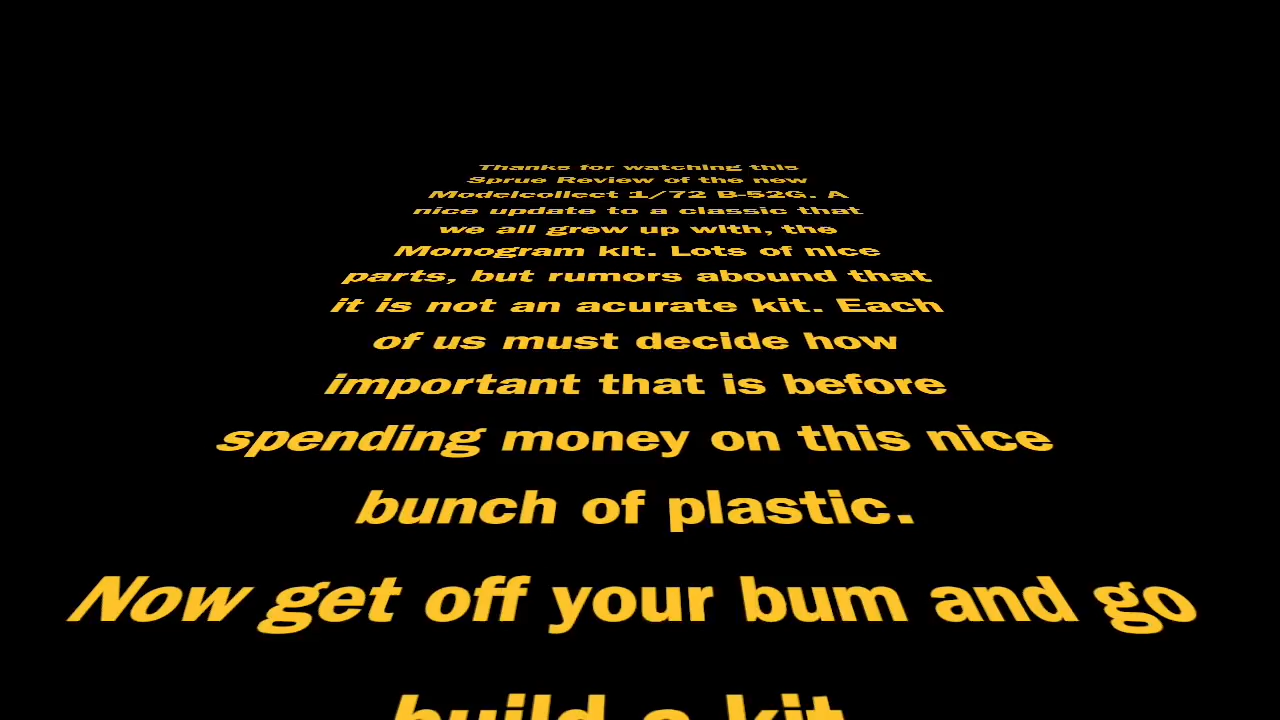 Thanks for watching this
Sprue Review of the new
Modelcollect 1/72 B-52G. A
nice update to a classic that
we all grew up with, the
Monogram kit. Lots of nice
parts, but rumors abound that
it is not an acurate kit. Each
of us must decide how
important that is before
spending money on this nice
bunch of plastic.
Now get off your bum and go
build a kit